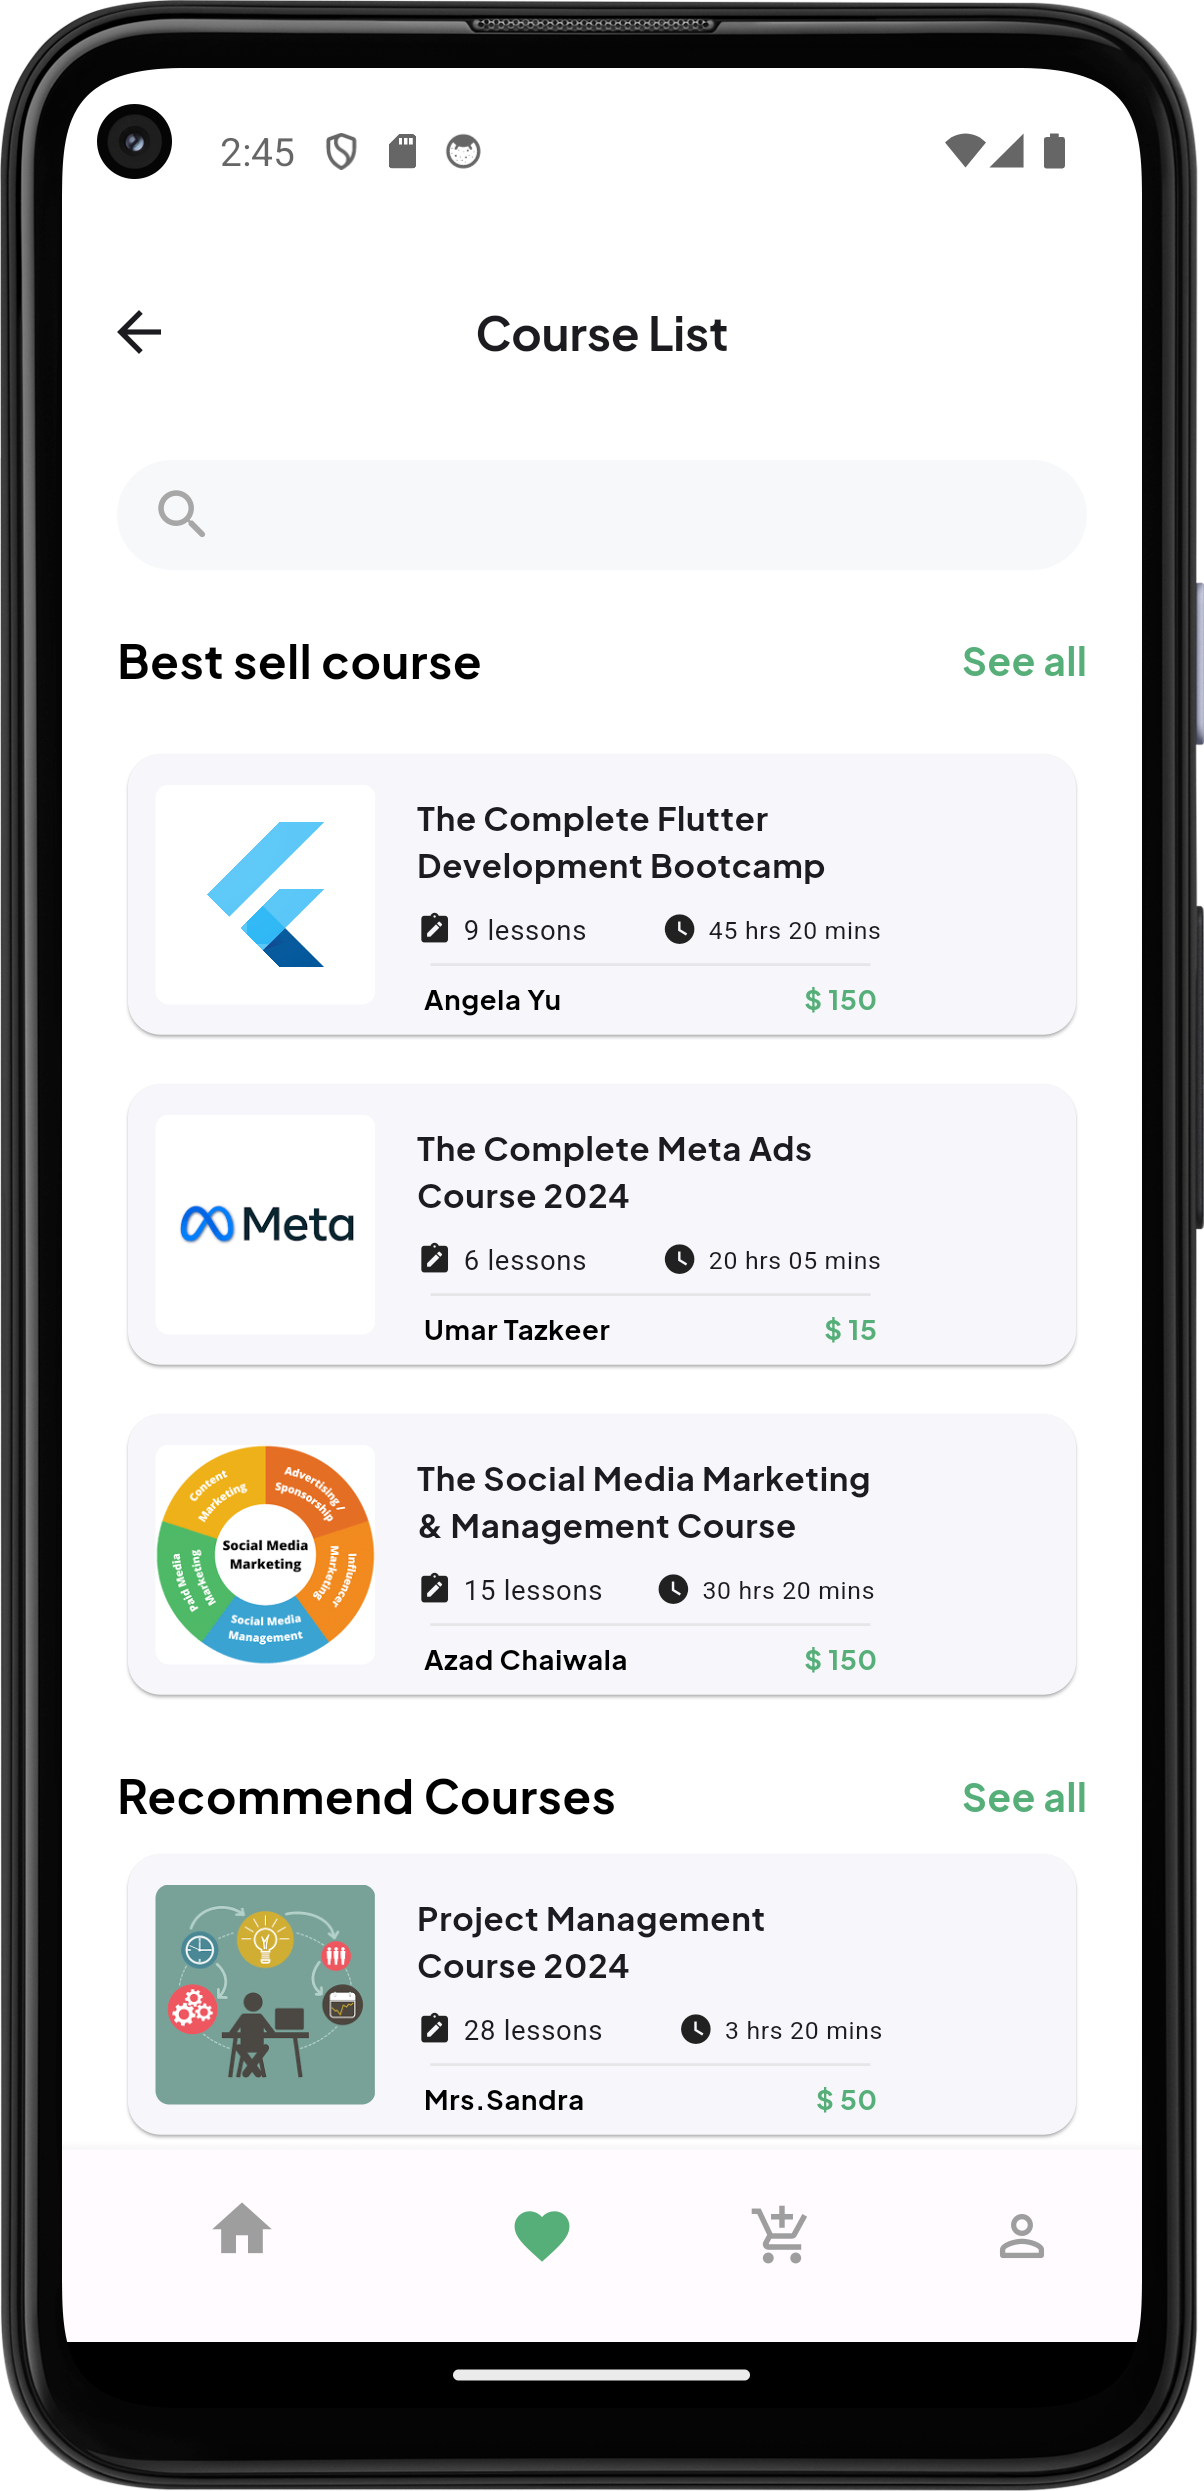 2:45
Course List
Best sell course
See all
The Complete Flutter
Development Bootcamp
9 lessons
45 hrs 20 mins
Angela Yu
$ 150
Meta
The Complete Meta Ads
Course 2024
6 lessons
20 hrs 05 mins
Umar Tazkeer
$ 15
Content
Marketing
Advertising /
Sponsorship
Social Media
Marketing
Paid Media
Marketing
Influencer
Marketing
Social Media
Management
The Social Media Marketing
& Management Course
15 lessons
30 hrs 20 mins
Azad Chaiwala
$ 150
Recommend Courses
See all
Project Management
Course 2024
28 lessons
3 hrs 20 mins
Mrs.Sandra
$ 50